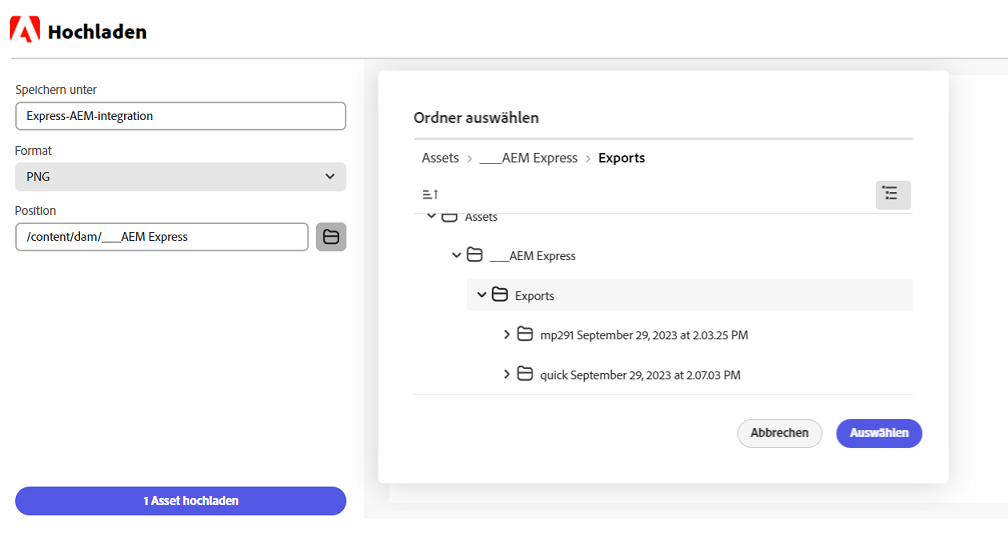 Hochladen
Speichern unter
Express-AEM-integration
Format
PNG
Position
/content/dam/___AEM Express
1 Asset hochladen
Ordner auswählen
Assets > ___AEM Express > Exports
Assets
___AEM Express
Exports
mp291 September 29, 2023 at 2.03.25 PM
quick September 29, 2023 at 2.07.03 PM
Abbrechen Auswählen